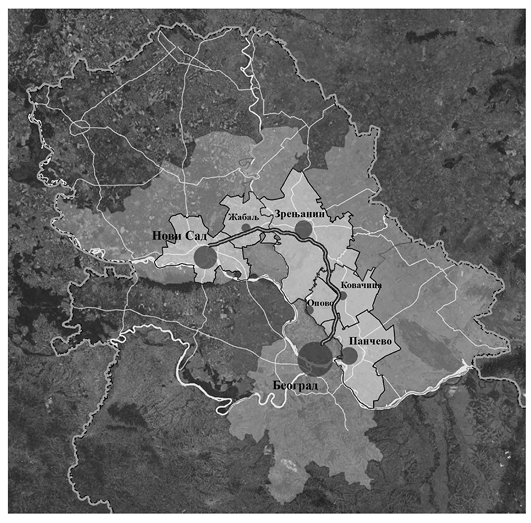 Жабаљ
Зрењанин
Нови Сад
Ковачица
Опово
Панчево
Београд